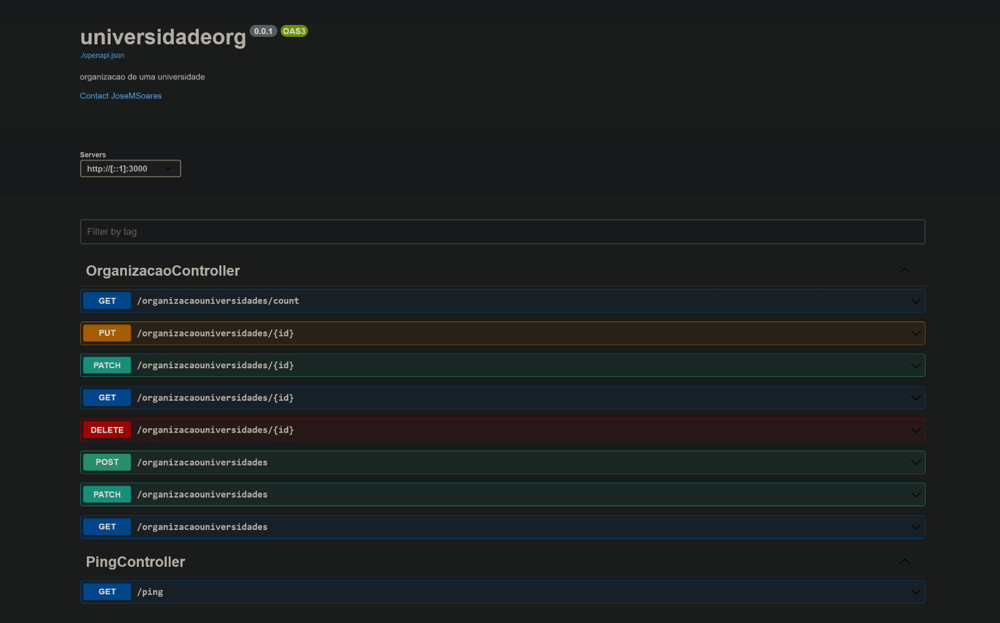 universidadeorg 0.0.1 OAS3
./openapi.json
organizacao de uma universidade
Contact JoseMSoares
Servers
http://[::1]:3000
Filter by tag
OrganizacaoController
GET /organizacaouniversidades/count
PUT /organizacaouniversidades/{id}
PATCH /organizacaouniversidades/{id}
GET /organizacaouniversidades/{id}
DELETE /organizacaouniversidades/{id}
POST /organizacaouniversidades
PATCH /organizacaouniversidades
GET /organizacaouniversidades
PingController
GET /ping